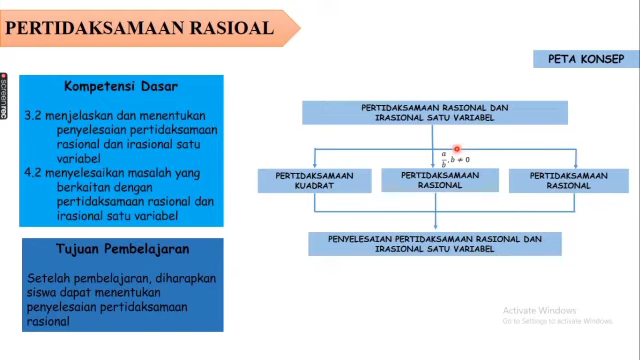 PERTIDAKSAMAAN RASIOAL
PETA KONSEP
Kompetensi Dasar
3.2 menjelaskan dan menentukan
penyelesaian pertidaksamaan
rasional dan irasional satu
variabel
4.2 menyelesaikan masalah yang
berkaitan dengan
pertidaksamaan rasional dan
irasional satu variabel
Tujuan Pembelajaran
Setelah pembelajaran, diharapkan
siswa dapat menentukan
penyelesaian pertidaksamaan
rasional
PERTIDAKSAMAAN RASIONAL DAN
IRASIONAL SATU VARIABEL
a/b, b ≠ 0
PERTIDAKSAMAAN
KUADRAT
PERTIDAKSAMAAN
RASIONAL
PERTIDAKSAMAAN
RASIONAL
PENYELESAIAN PERTIDAKSAMAAN RASIONAL DAN
IRASIONAL SATU VARIABEL
Activate Windows
Go to Settings to activate Windows.
screenrec